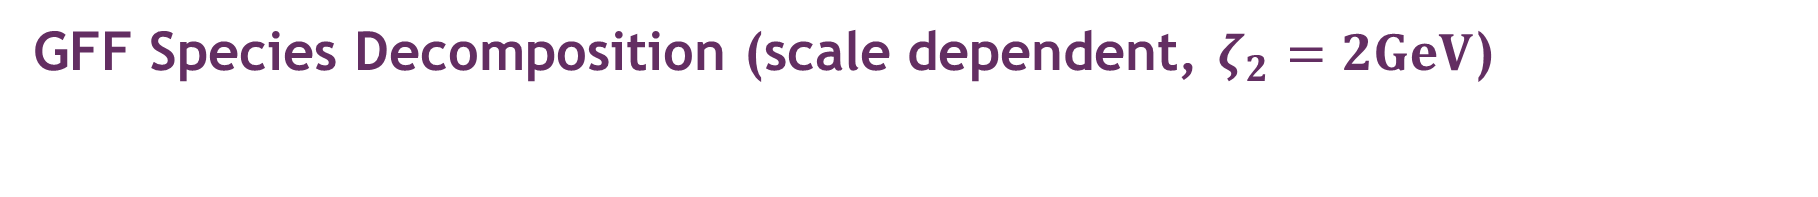 GFF Species Decomposition (scale dependent, ζ₂ = 2GeV)